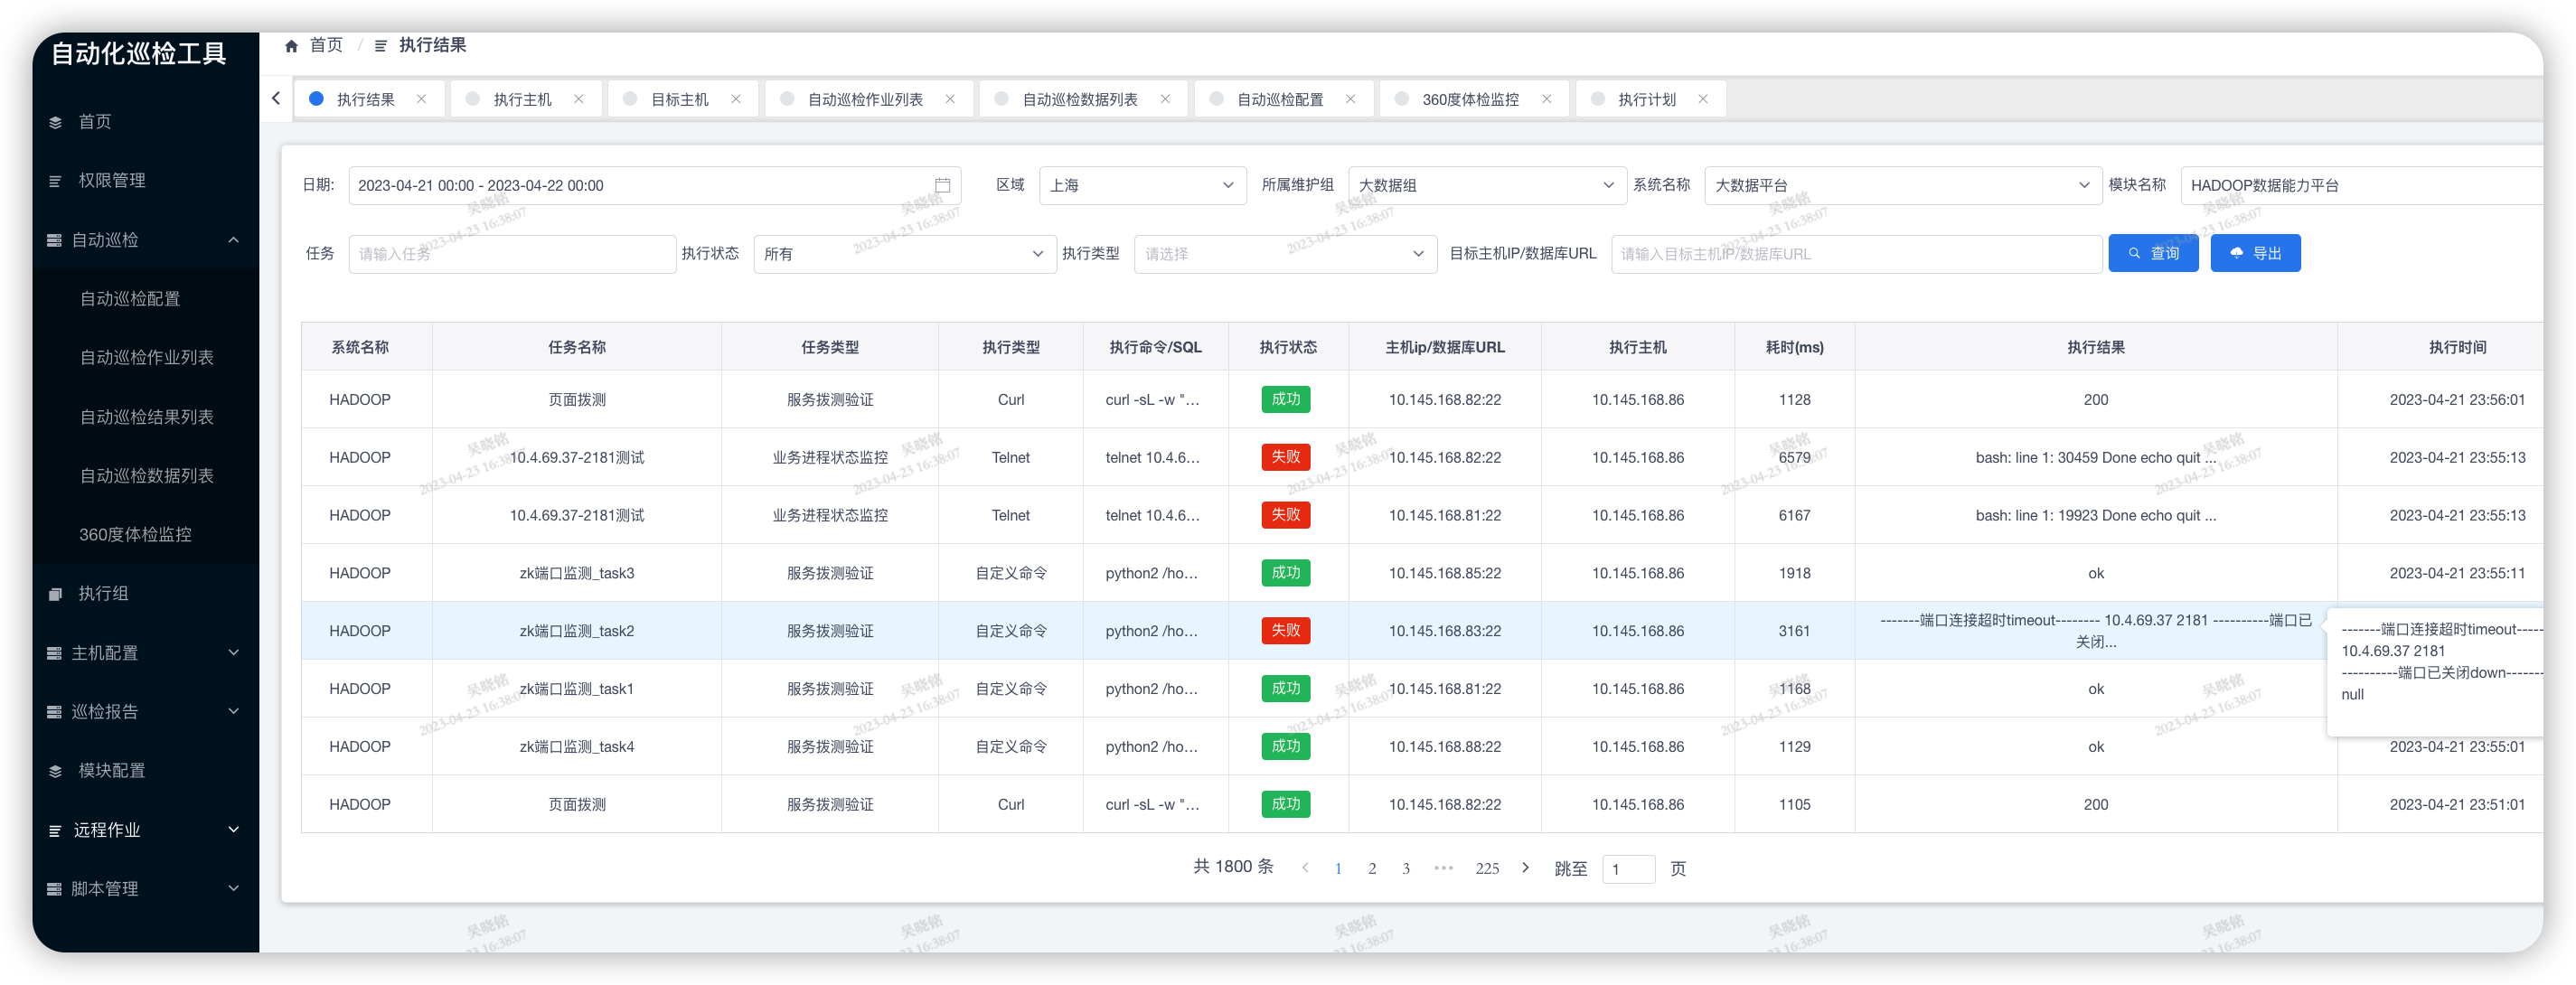 自动化巡检工具
首页 / 执行结果
执行结果 执行主机 目标主机 自动巡检作业列表 自动巡检数据列表 自动巡检配置 360度体检监控 执行计划
首页
权限管理
自动巡检
自动巡检配置
自动巡检作业列表
自动巡检结果列表
自动巡检数据列表
360度体检监控
执行组
主机配置
巡检报告
模块配置
远程作业
脚本管理
日期: 2023-04-21 00:00 - 2023-04-22 00:00 区域 上海 所属维护组 大数据组 系统名称 大数据平台 模块名称 HADOOP数据能力平台
任务 请输入任务 执行状态 所有 执行类型 请选择 目标主机IP/数据库URL 请输入目标主机IP/数据库URL 查询 导出
系统名称 任务名称 任务类型 执行类型 执行命令/SQL 执行状态 主机ip/数据库URL 执行主机 耗时(ms) 执行结果 执行时间
HADOOP 页面拨测 服务拨测验证 Curl curl -sL -w "... 成功 10.145.168.82:22 10.145.168.86 1128 200 2023-04-21 23:56:01
HADOOP 10.4.69.37-2181测试 业务进程状态监控 Telnet telnet 10.4.6... 失败 10.145.168.82:22 10.145.168.86 6579 bash: line 1: 30459 Done echo quit ... 2023-04-21 23:55:13
HADOOP 10.4.69.37-2181测试 业务进程状态监控 Telnet telnet 10.4.6... 失败 10.145.168.81:22 10.145.168.86 6167 bash: line 1: 19923 Done echo quit ... 2023-04-21 23:55:13
HADOOP zk端口监测_task3 服务拨测验证 自定义命令 python2 /ho... 成功 10.145.168.85:22 10.145.168.86 1918 ok 2023-04-21 23:55:11
HADOOP zk端口监测_task2 服务拨测验证 自定义命令 python2 /ho... 失败 10.145.168.83:22 10.145.168.86 3161 -------端口连接超时timeout-------- 10.4.69.37 2181 ----------端口已
关闭...
-------端口连接超时timeout-----
10.4.69.37 2181
----------端口已关闭down-------
null
HADOOP zk端口监测_task1 服务拨测验证 自定义命令 python2 /ho... 成功 10.145.168.81:22 10.145.168.86 1168 ok
HADOOP zk端口监测_task4 服务拨测验证 自定义命令 python2 /ho... 成功 10.145.168.88:22 10.145.168.86 1129 ok 2023-04-21 23:55:01
HADOOP 页面拨测 服务拨测验证 Curl curl -sL -w "... 成功 10.145.168.82:22 10.145.168.86 1105 200 2023-04-21 23:51:01
共 1800 条 1 2 3 ••• 225 跳至 1 页
吴晓铭
2023-04-23 16:38:07